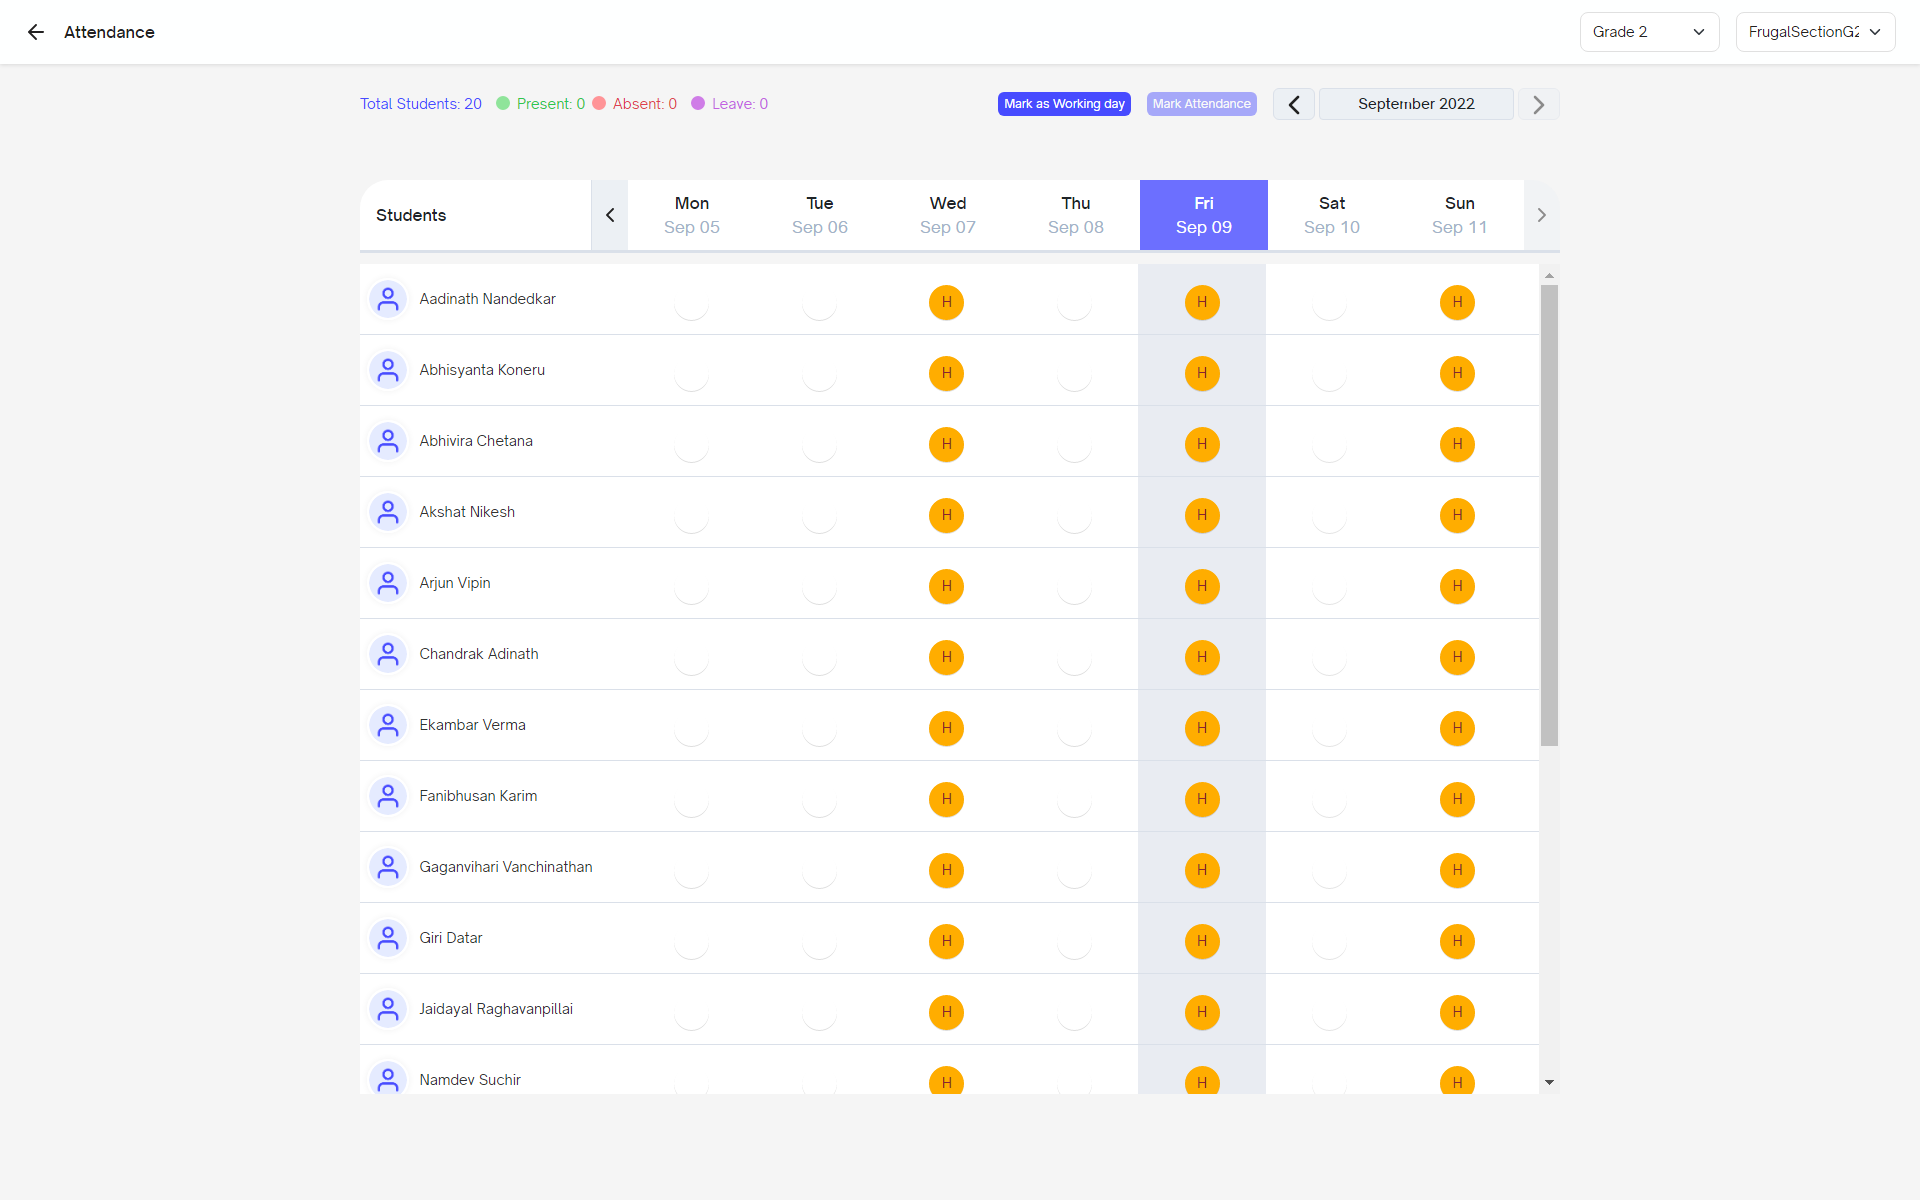 Attendance
Grade 2
FrugalSectionG2
Total Students: 20 Present: 0 Absent: 0 Leave: 0
Mark as Working day
Mark Attendance
September 2022
Students Mon Tue Wed Thu Fri Sat Sun
Sep 05 Sep 06 Sep 07 Sep 08 Sep 09 Sep 10 Sep 11
Aadinath Nandedkar H H H
Abhisyanta Koneru H H H
Abhivira Chetana H H H
Akshat Nikesh H H H
Arjun Vipin H H H
Chandrak Adinath H H H
Ekambar Verma H H H
Fanibhusan Karim H H H
Gaganvihari Vanchinathan H H H
Giri Datar H H H
Jaidayal Raghavanpillai H H H
Namdev Suchir H H H